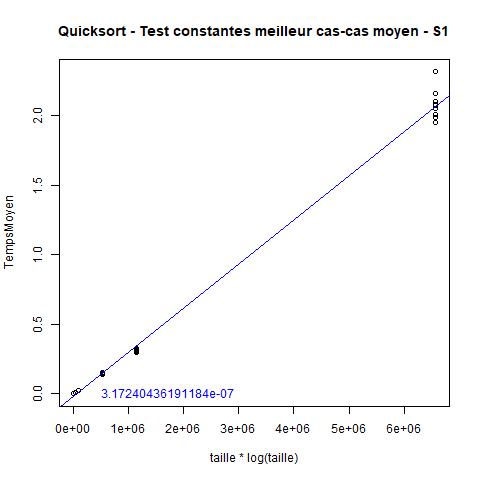 Quicksort - Test constantes meilleur cas-cas moyen - S1
TempsMoyen
2.0
1.5
1.0
0.5
0.0
3.17240436191184e-07
0e+00 1e+06 2e+06 3e+06 4e+06 5e+06 6e+06
taille * log(taille)